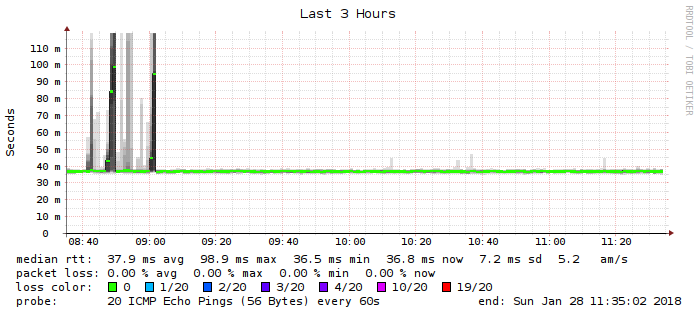 Last 3 Hours
RRDTOOL / TOBI OETIKER
Seconds
110 m
100 m
90 m
80 m
70 m
60 m
50 m
40 m
30 m
20 m
10 m
0
08:40 09:00 09:20 09:40 10:00 10:20 10:40 11:00 11:20
median rtt: 37.9 ms avg 98.9 ms max 36.5 ms min 36.8 ms now 7.2 ms sd 5.2 am/s
packet loss: 0.00 % avg 0.00 % max 0.00 % min 0.00 % now
loss color: 0 1/20 2/20 3/20 4/20 10/20 19/20
probe: 20 ICMP Echo Pings (56 Bytes) every 60s end: Sun Jan 28 11:35:02 2018